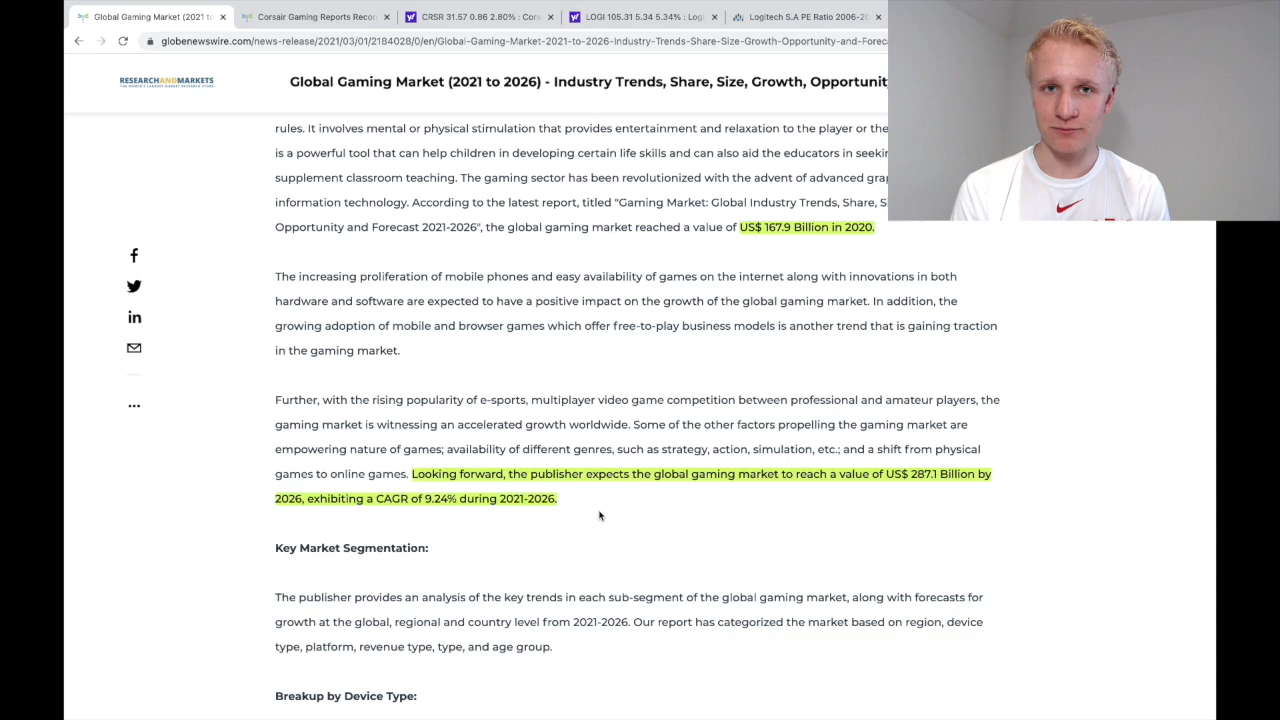 Global Gaming Market (2021 to
Corsair Gaming Reports Recor
CRSR 31.57 0.86 2.80% : Cors
LOGI 105.31 5.34 5.34% : Logi
Logitech S.A PE Ratio 2006-20
globenewswire.com/news-release/2021/03/01/2184028/0/en/Global-Gaming-Market-2021-to-2026-Industry-Trends-Share-Size-Growth-Opportunity-and-Foreca
RESEARCHANDMARKETS
THE WORLD'S LARGEST MARKET RESEARCH STORE
Global Gaming Market (2021 to 2026) - Industry Trends, Share, Size, Growth, Opportunit
rules. It involves mental or physical stimulation that provides entertainment and relaxation to the player or the
is a powerful tool that can help children in developing certain life skills and can also aid the educators in seeki
supplement classroom teaching. The gaming sector has been revolutionized with the advent of advanced grap
information technology. According to the latest report, titled "Gaming Market: Global Industry Trends, Share, S
Opportunity and Forecast 2021-2026", the global gaming market reached a value of US$ 167.9 Billion in 2020.
The increasing proliferation of mobile phones and easy availability of games on the internet along with innovations in both
hardware and software are expected to have a positive impact on the growth of the global gaming market. In addition, the
growing adoption of mobile and browser games which offer free-to-play business models is another trend that is gaining traction
in the gaming market.
Further, with the rising popularity of e-sports, multiplayer video game competition between professional and amateur players, the
gaming market is witnessing an accelerated growth worldwide. Some of the other factors propelling the gaming market are
empowering nature of games; availability of different genres, such as strategy, action, simulation, etc.; and a shift from physical
games to online games. Looking forward, the publisher expects the global gaming market to reach a value of US$ 287.1 Billion by
2026, exhibiting a CAGR of 9.24% during 2021-2026.
Key Market Segmentation:
The publisher provides an analysis of the key trends in each sub-segment of the global gaming market, along with forecasts for
growth at the global, regional and country level from 2021-2026. Our report has categorized the market based on region, device
type, platform, revenue type, type, and age group.
Breakup by Device Type: